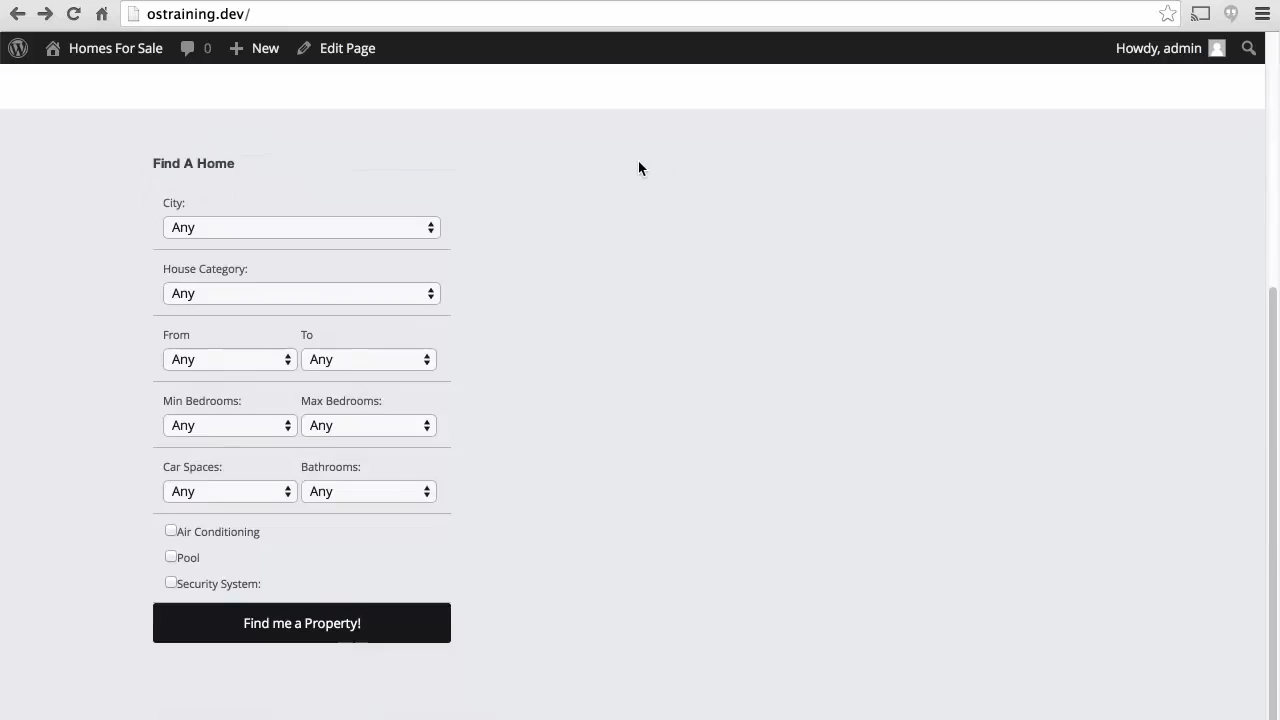 ostraining.dev/
Homes For Sale 0 New Edit Page Howdy, admin
Find A Home
City:
Any
House Category:
Any
From To
Any Any
Min Bedrooms: Max Bedrooms:
Any Any
Car Spaces: Bathrooms:
Any Any
Air Conditioning
Pool
Security System:
Find me a Property!